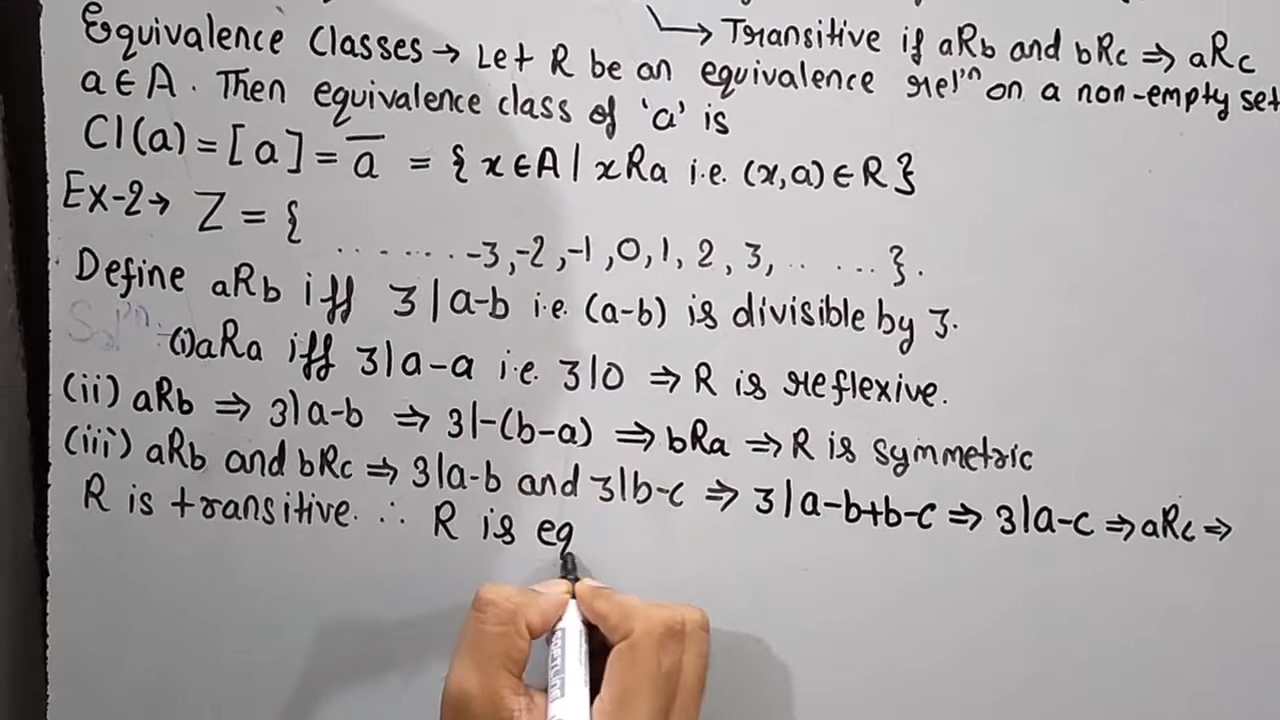 Transitive if aRb and bRc ⇒ aRc
Equivalence Classes → Let R be an equivalence relⁿ on a non-empty set
a ∈ A. Then equivalence class of 'a' is
Cl(a) = [a] = a̅ = { x ∈ A | xRa i.e. (x,a) ∈ R }
Ex-2 → Z = { ........ -3, -2, -1, 0, 1, 2, 3, ...... }.
Define aRb iff 3 | a-b i.e. (a-b) is divisible by 3.
Solⁿ: (i) aRa iff 3|a-a i.e. 3|0 ⇒ R is reflexive.
(ii) aRb ⇒ 3|a-b ⇒ 3|-(b-a) ⇒ bRa ⇒ R is symmetric
(iii) aRb and bRc ⇒ 3|a-b and 3|b-c ⇒ 3|a-b+b-c ⇒ 3|a-c ⇒ aRc ⇒
R is transitive. ∴ R is eq
SOFTLINE